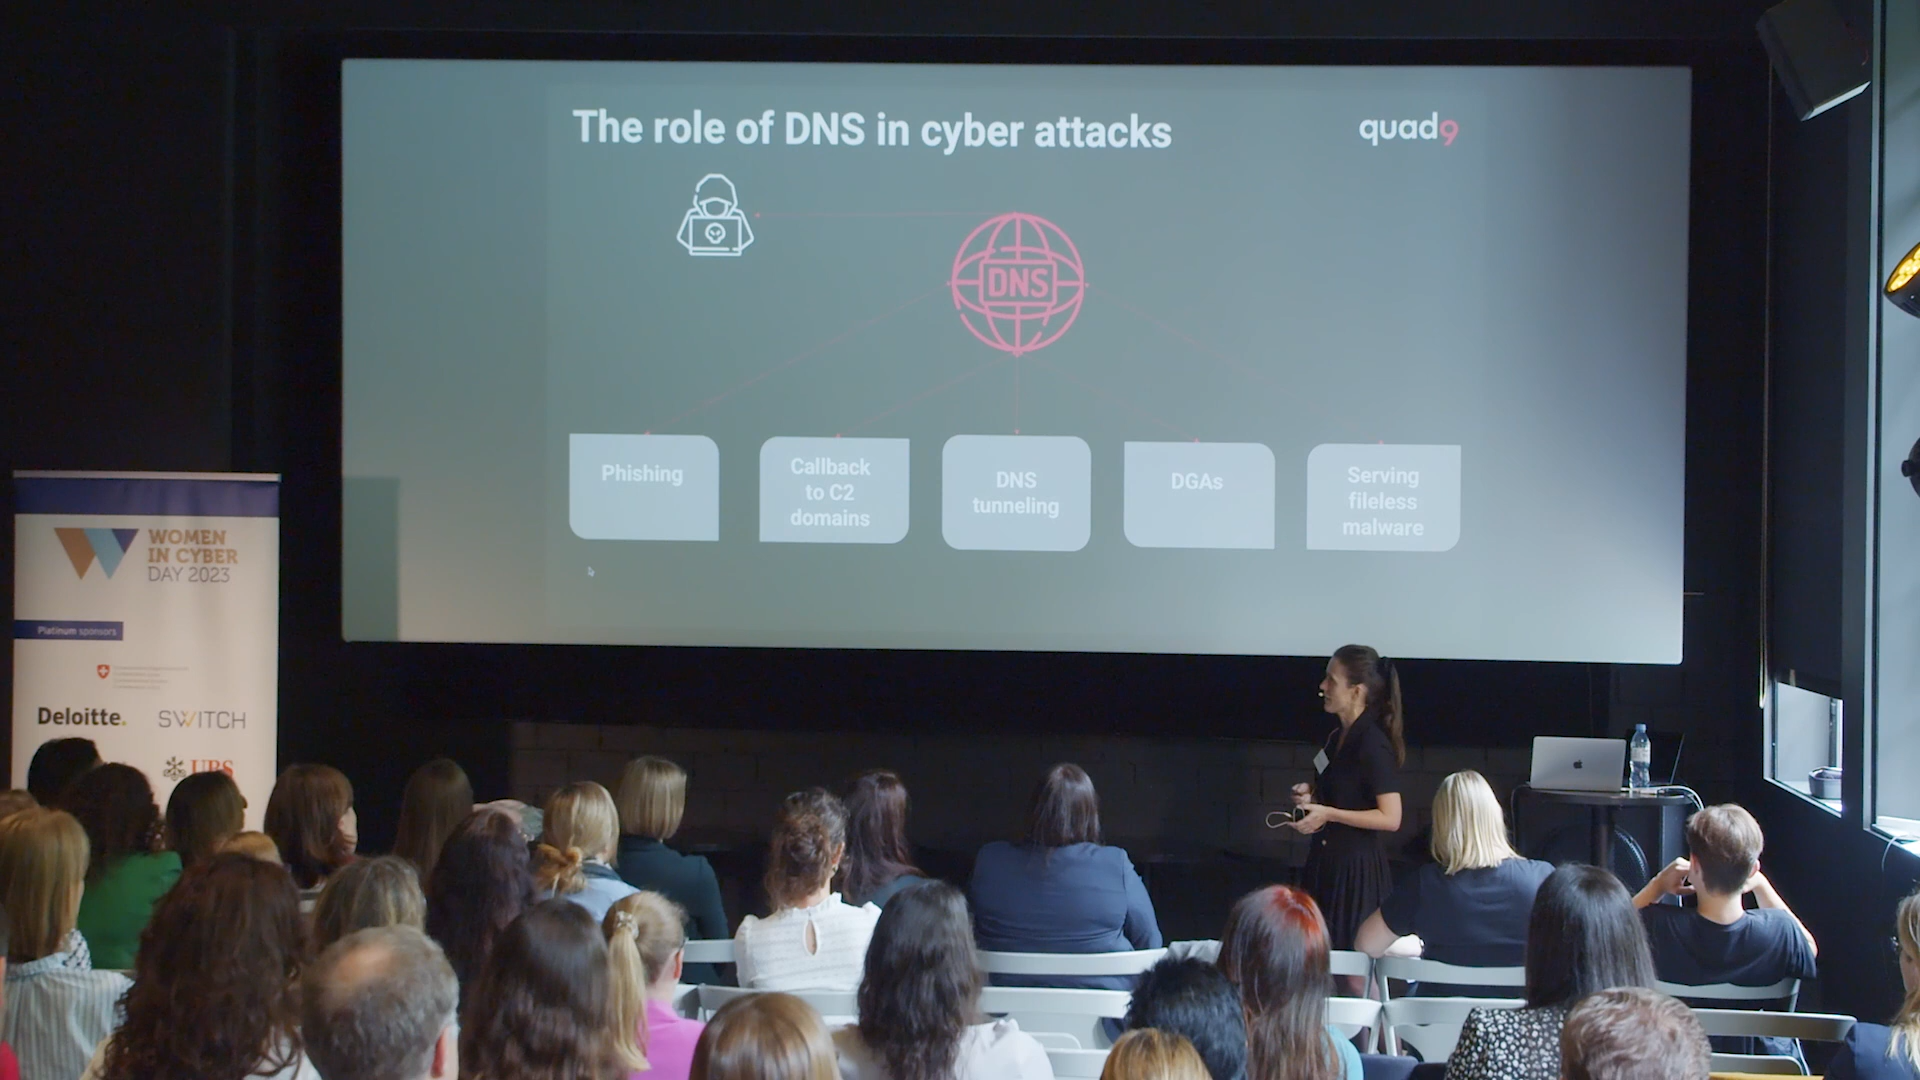 The role of DNS in cyber attacks
quad9
DNS
Phishing
Callback
to C2
domains
DNS
tunneling
DGAs
Serving
fileless
malware
WOMEN
IN CYBER
DAY 2023
Platinum sponsors
Deloitte.
SWITCH
UBS